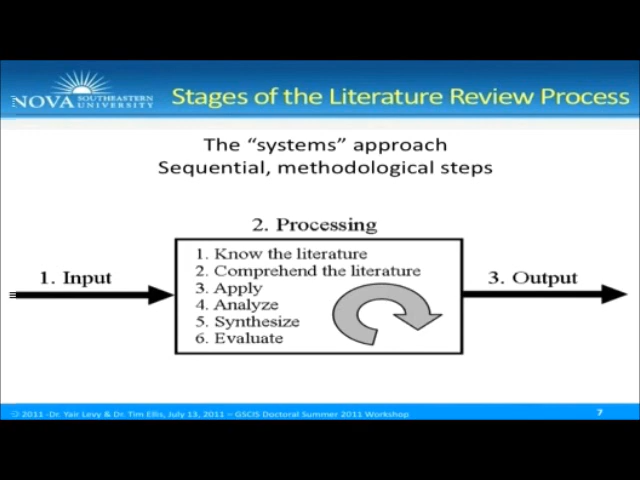 NOVA SOUTHEASTERN UNIVERSITY
Stages of the Literature Review Process
The “systems” approach
Sequential, methodological steps
2. Processing
1. Input
1. Know the literature
2. Comprehend the literature
3. Apply
4. Analyze
5. Synthesize
6. Evaluate
3. Output
© 2011 -Dr. Yair Levy & Dr. Tim Ellis, July 13, 2011 – GSCIS Doctoral Summer 2011 Workshop
7